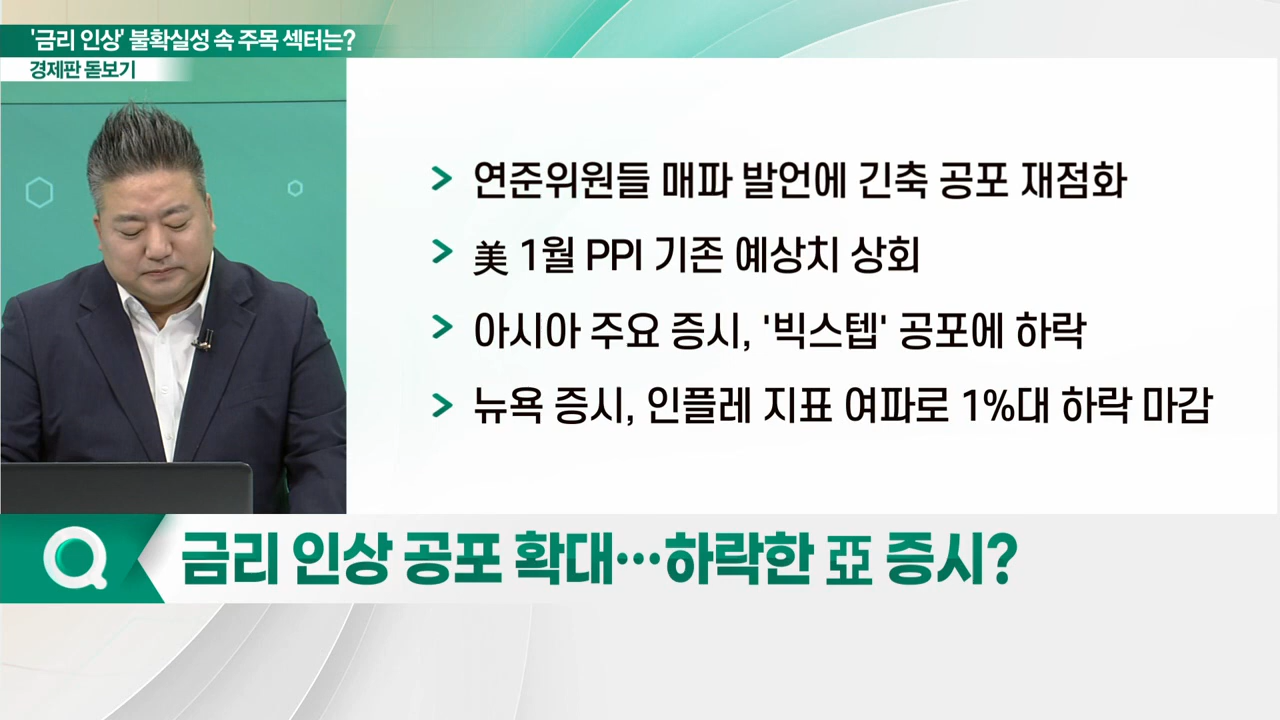 '금리 인상' 불확실성 속 주목 섹터는?
경제판 돋보기
> 연준위원들 매파 발언에 긴축 공포 재점화
> 美 1월 PPI 기존 예상치 상회
> 아시아 주요 증시, '빅스텝' 공포에 하락
> 뉴욕 증시, 인플레 지표 여파로 1%대 하락 마감
Q 금리 인상 공포 확대…하락한 亞 증시?